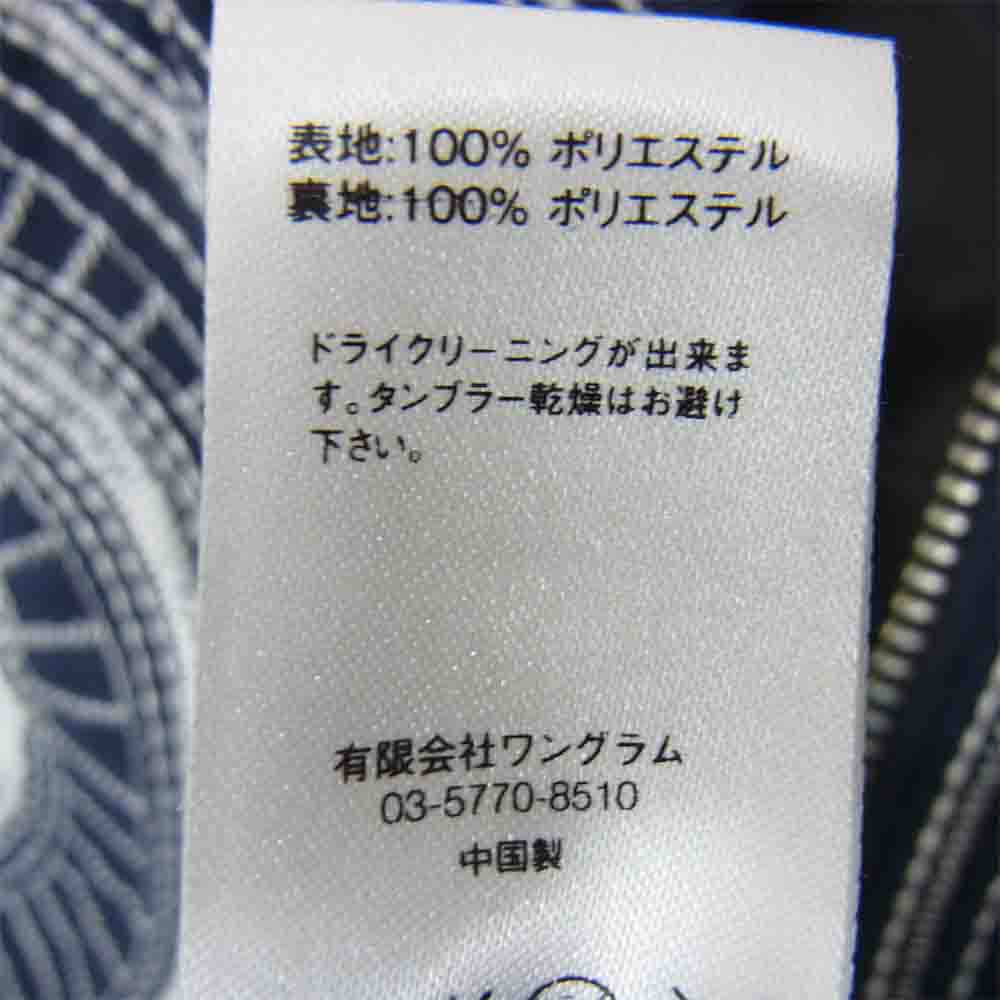 表地:100% ポリエステル
裏地:100% ポリエステル
ドライクリーニングが出来ま
す。タンブラー乾燥はお避け
下さい。
有限会社ワングラム
03-5770-8510
中国製